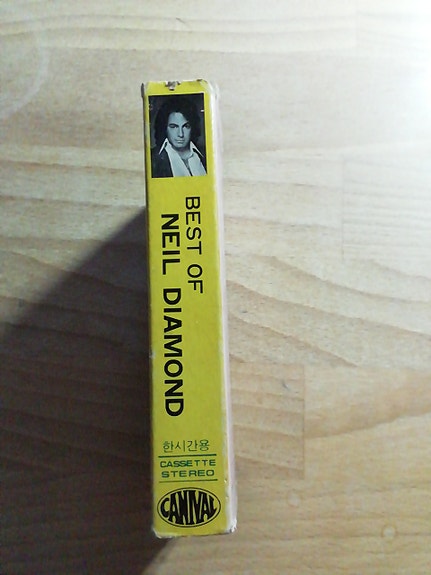 BEST OF
NEIL DIAMOND
한시간용
CASSETTE
STEREO
CANIVAL